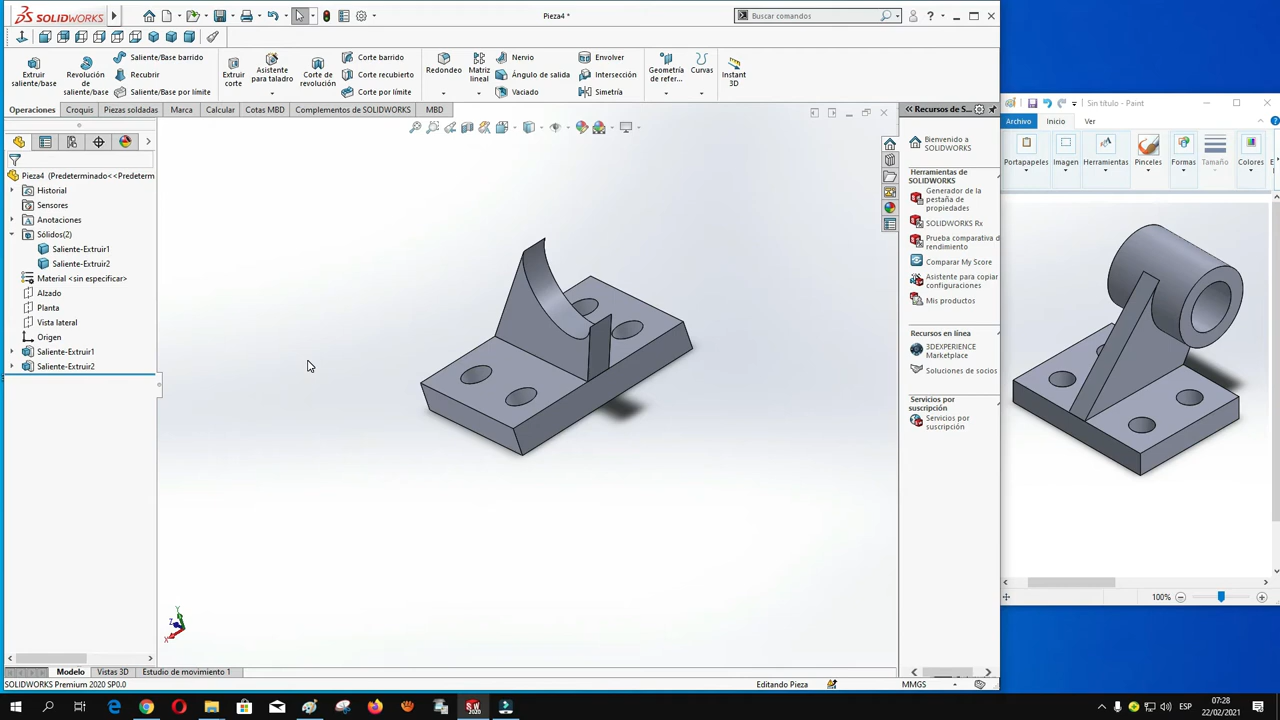 SOLIDWORKS
Pieza4 *
Buscar comandos
Extruir saliente/base
Revolución de saliente/base
Saliente/Base barrido
Recubrir
Saliente/Base por límite
Extruir corte
Asistente para taladro
Corte de revolución
Corte barrido
Corte recubierto
Corte por límite
Redondeo
Matriz lineal
Nervio
Ángulo de salida
Vaciado
Envolver
Intersección
Simetría
Geometría de refer...
Curvas
Instant 3D
Operaciones
Croquis
Piezas soldadas
Marca
Calcular
Cotas MBD
Complementos de SOLIDWORKS
MBD
Pieza4 (Predeterminado<<Predeterm
Historial
Sensores
Anotaciones
Sólidos(2)
Saliente-Extruir1
Saliente-Extruir2
Material <sin especificar>
Alzado
Planta
Vista lateral
Origen
Saliente-Extruir1
Saliente-Extruir2
Y
Z
X
Modelo
Vistas 3D
Estudio de movimiento 1
SOLIDWORKS Premium 2020 SP0.0
Editando Pieza
MMGS
Recursos de S...
Bienvenido a
SOLIDWORKS
Herramientas de
SOLIDWORKS
Generador de la
pestaña de
propiedades
SOLIDWORKS Rx
Prueba comparativa d
rendimiento
Comparar My Score
Asistente para copiar
configuraciones
Mis productos
Recursos en línea
3DEXPERIENCE
Marketplace
Soluciones de socios
Servicios por
suscripción
Servicios por
suscripción
Sin título - Paint
Archivo
Inicio
Ver
Portapapeles
Imagen
Herramientas
Pinceles
Formas
Tamaño
Colores
E
100%
ESP
07:28
22/02/2021